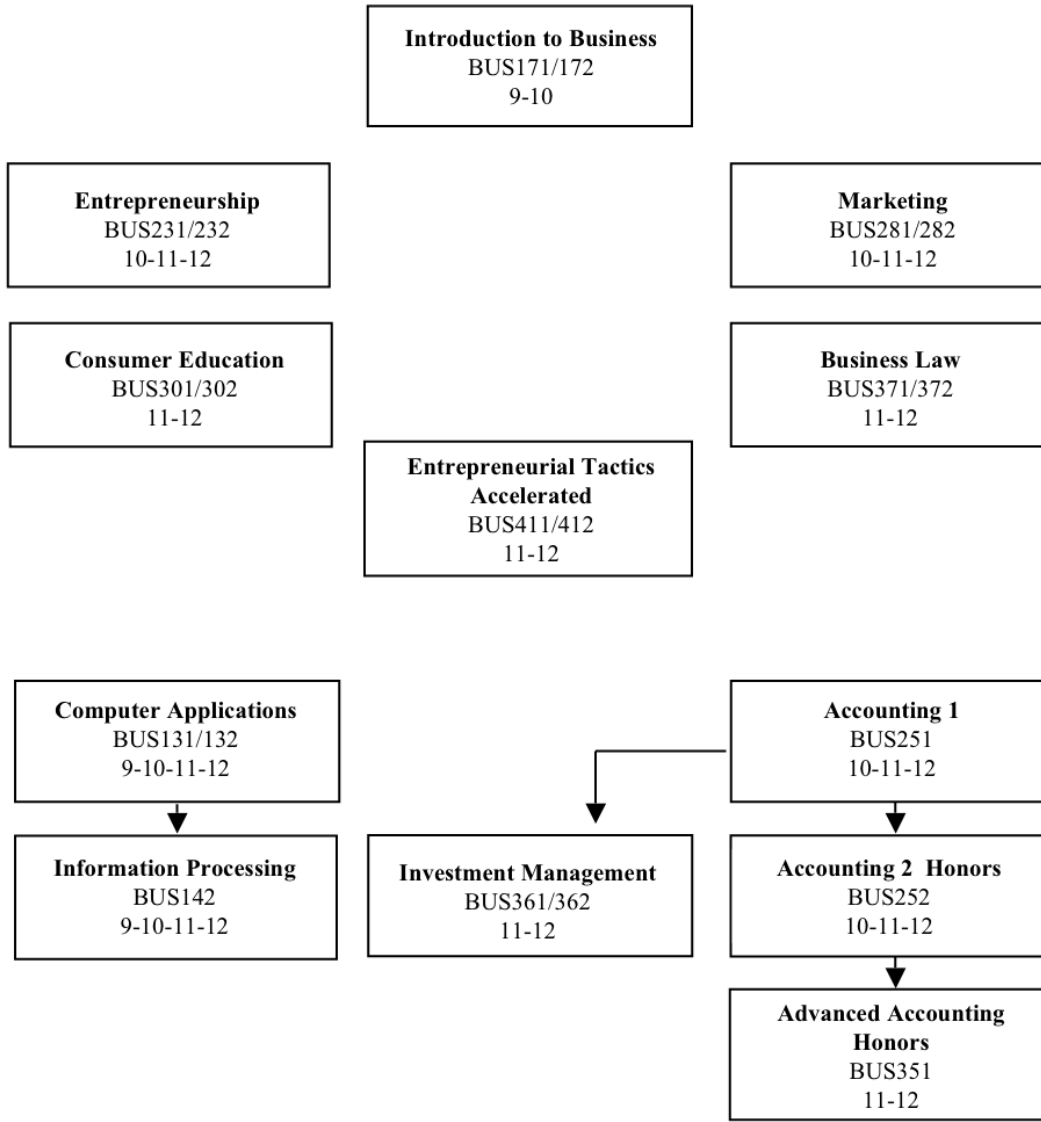 Introduction to Business
BUS171/172
9-10
Entrepreneurship
BUS231/232
10-11-12
Marketing
BUS281/282
10-11-12
Consumer Education
BUS301/302
11-12
Business Law
BUS371/372
11-12
Entrepreneurial Tactics
Accelerated
BUS411/412
11-12
Computer Applications
BUS131/132
9-10-11-12
Accounting 1
BUS251
10-11-12
Information Processing
BUS142
9-10-11-12
Investment Management
BUS361/362
11-12
Accounting 2 Honors
BUS252
10-11-12
Advanced Accounting
Honors
BUS351
11-12